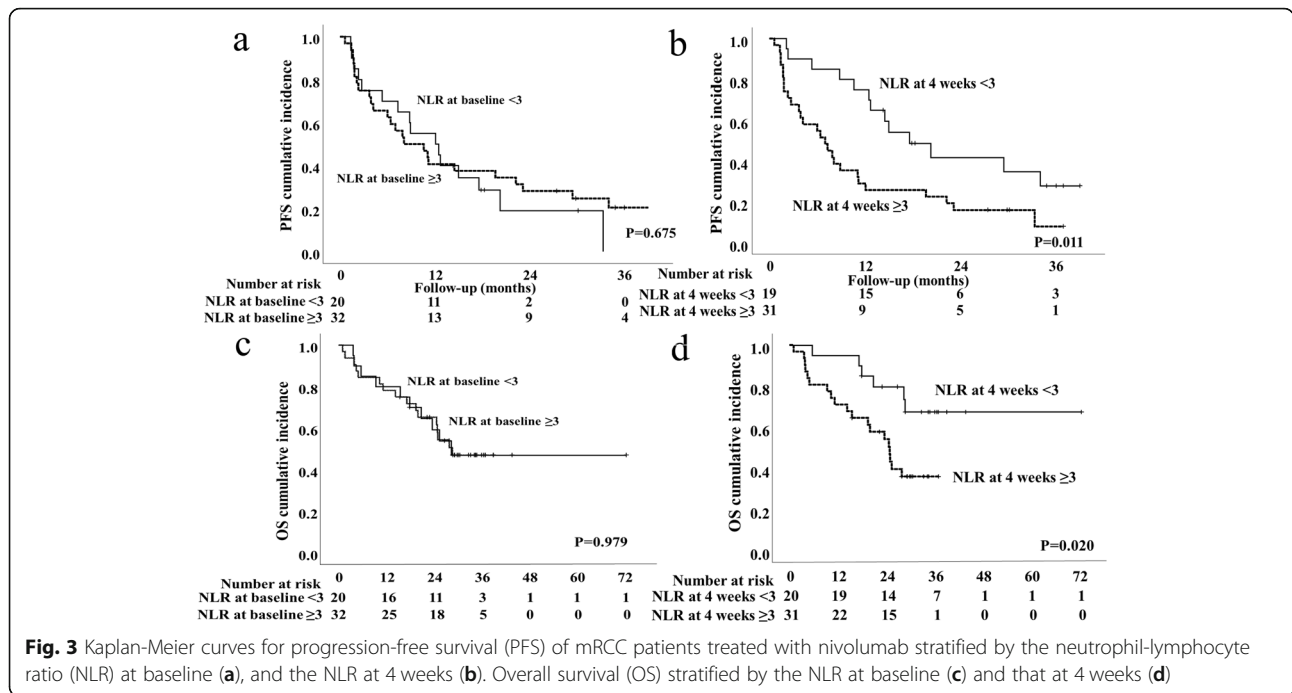 a
PFS cumulative incidence
1.0
0.8
0.6
0.4
0.2
0.0
NLR at baseline <3
NLR at baseline ≥3
P=0.675
0 12 24 36
Number at risk
Follow-up (months)
NLR at baseline <3 20 11 2 0
NLR at baseline ≥3 32 13 9 4
b
PFS cumulative incidence
1.0
0.8
0.6
0.4
0.2
0.0
NLR at 4 weeks <3
NLR at 4 weeks ≥3
P=0.011
0 12 24 36
Number at risk
Follow-up (months)
NLR at 4 weeks <3 19 15 6 3
NLR at 4 weeks ≥3 31 9 5 1
c
OS cumulative incidence
1.0
0.8
0.6
0.4
0.2
0.0
NLR at baseline <3
NLR at baseline ≥3
P=0.979
Number at risk 0 12 24 36 48 60 72
NLR at baseline <3 20 16 11 3 1 1 1
NLR at baseline ≥3 32 25 18 5 0 0 0
d
OS cumulative incidence
1.0
0.8
0.6
0.4
0.2
0.0
NLR at 4 weeks <3
NLR at 4 weeks ≥3
P=0.020
Number at risk 0 12 24 36 48 60 72
NLR at 4 weeks <3 20 19 14 7 1 1 1
NLR at 4 weeks ≥3 31 22 15 1 0 0 0
Fig. 3 Kaplan-Meier curves for progression-free survival (PFS) of mRCC patients treated with nivolumab stratified by the neutrophil-lymphocyte
ratio (NLR) at baseline (a), and the NLR at 4 weeks (b). Overall survival (OS) stratified by the NLR at baseline (c) and that at 4 weeks (d)